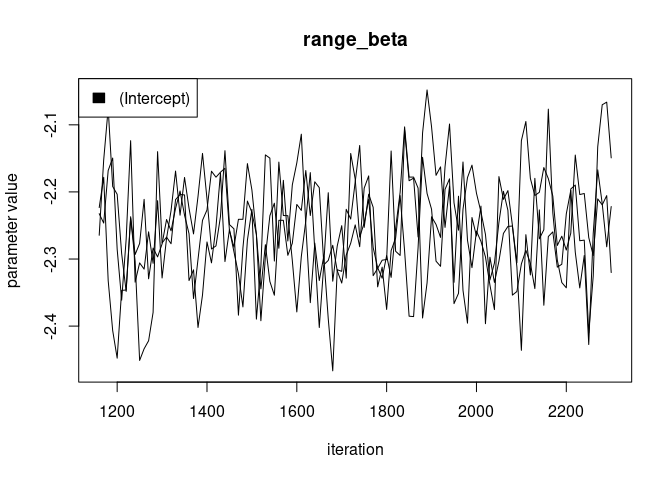 range_beta
(Intercept)
parameter value
-2.1
-2.2
-2.3
-2.4
1200 1400 1600 1800 2000 2200
iteration